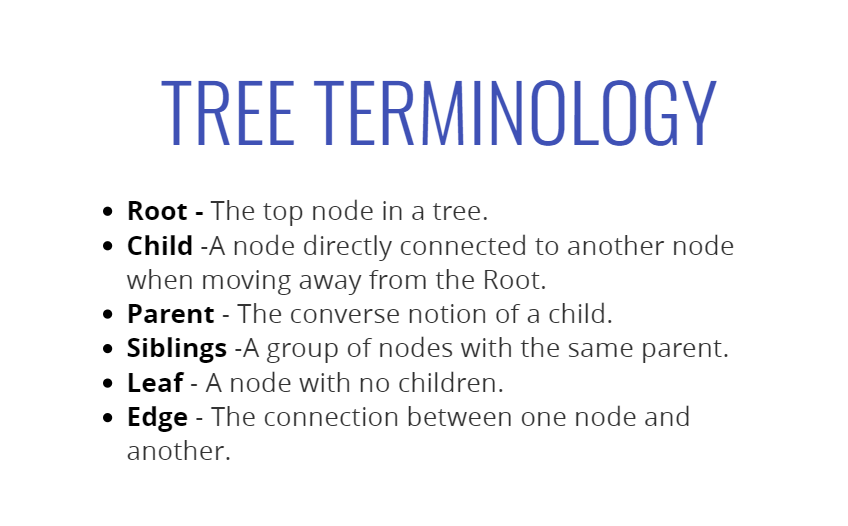 TREE TERMINOLOGY
• Root - The top node in a tree.
• Child -A node directly connected to another node
when moving away from the Root.
• Parent - The converse notion of a child.
• Siblings -A group of nodes with the same parent.
• Leaf - A node with no children.
• Edge - The connection between one node and
another.